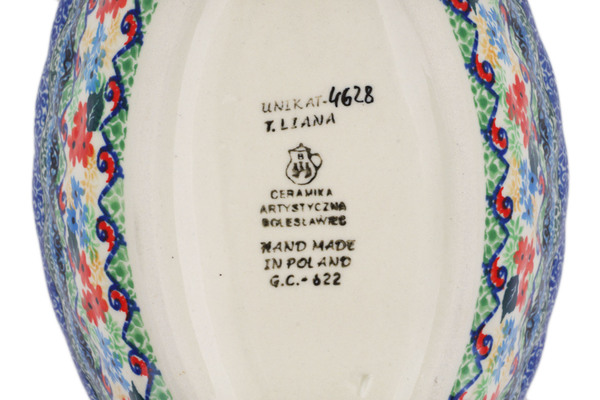 UNIKAT-4628
T. LIANA
B
CERAMIKA
ARTYSTYCZNA
BOLESŁAWIEC
HAND MADE
IN POLAND
G.C.-622